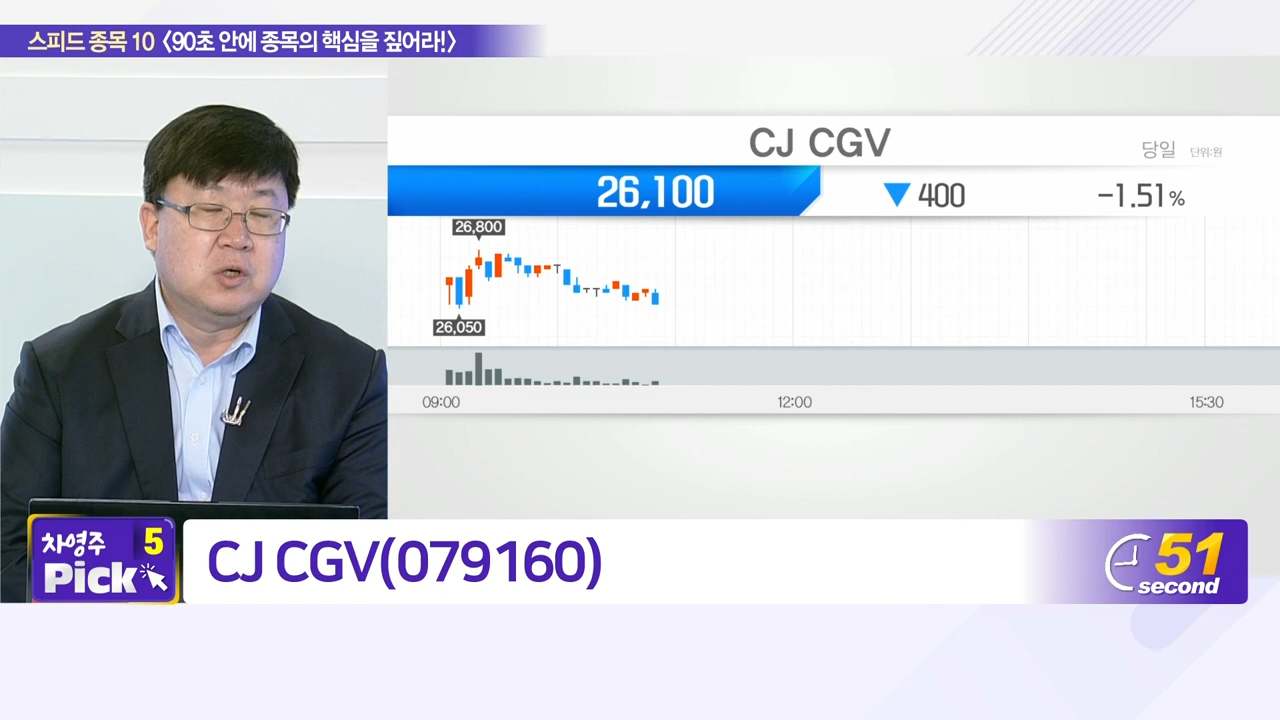 스피드 종목 10 〈90초 안에 종목의 핵심을 짚어라!〉
CJ CGV
당일 단위:원
26,100 ▼400 -1.51%
26,800
26,050
09:00 12:00 15:30
차영주 5
Pick
CJ CGV(079160)
51
second